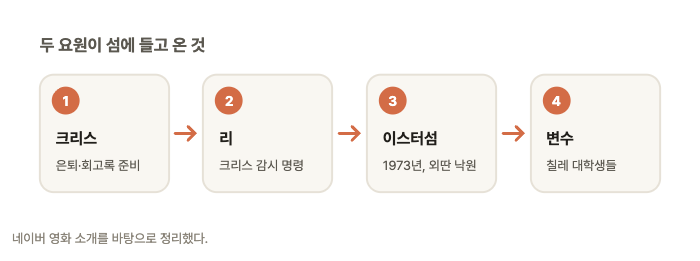 두 요원이 섬에 들고 온 것
1
크리스
은퇴·회고록 준비
2
리
크리스 감시 명령
3
이스터섬
1973년, 외딴 낙원
4
변수
칠레 대학생들
네이버 영화 소개를 바탕으로 정리했다.